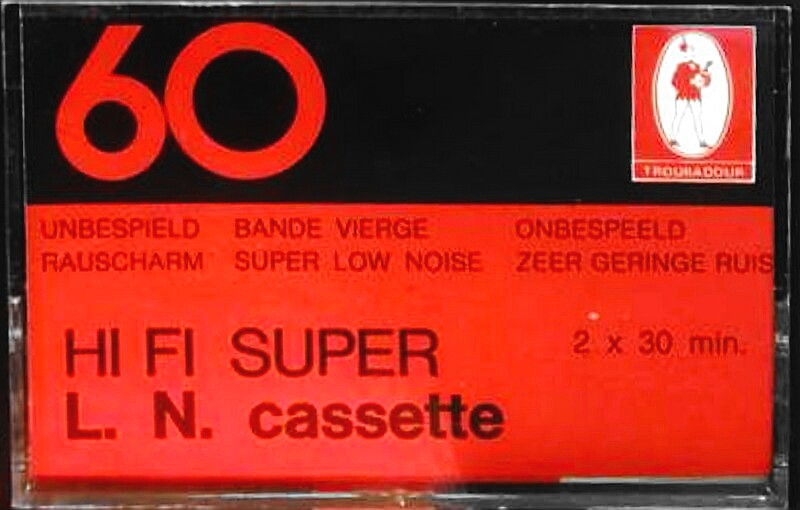 60
TROUBADOUR
UNBESPIELD BANDE VIERGE ONBESPEELD
RAUSCHARM SUPER LOW NOISE ZEER GERINGE RUIS
HI FI SUPER
2 x 30 min.
L. N. cassette